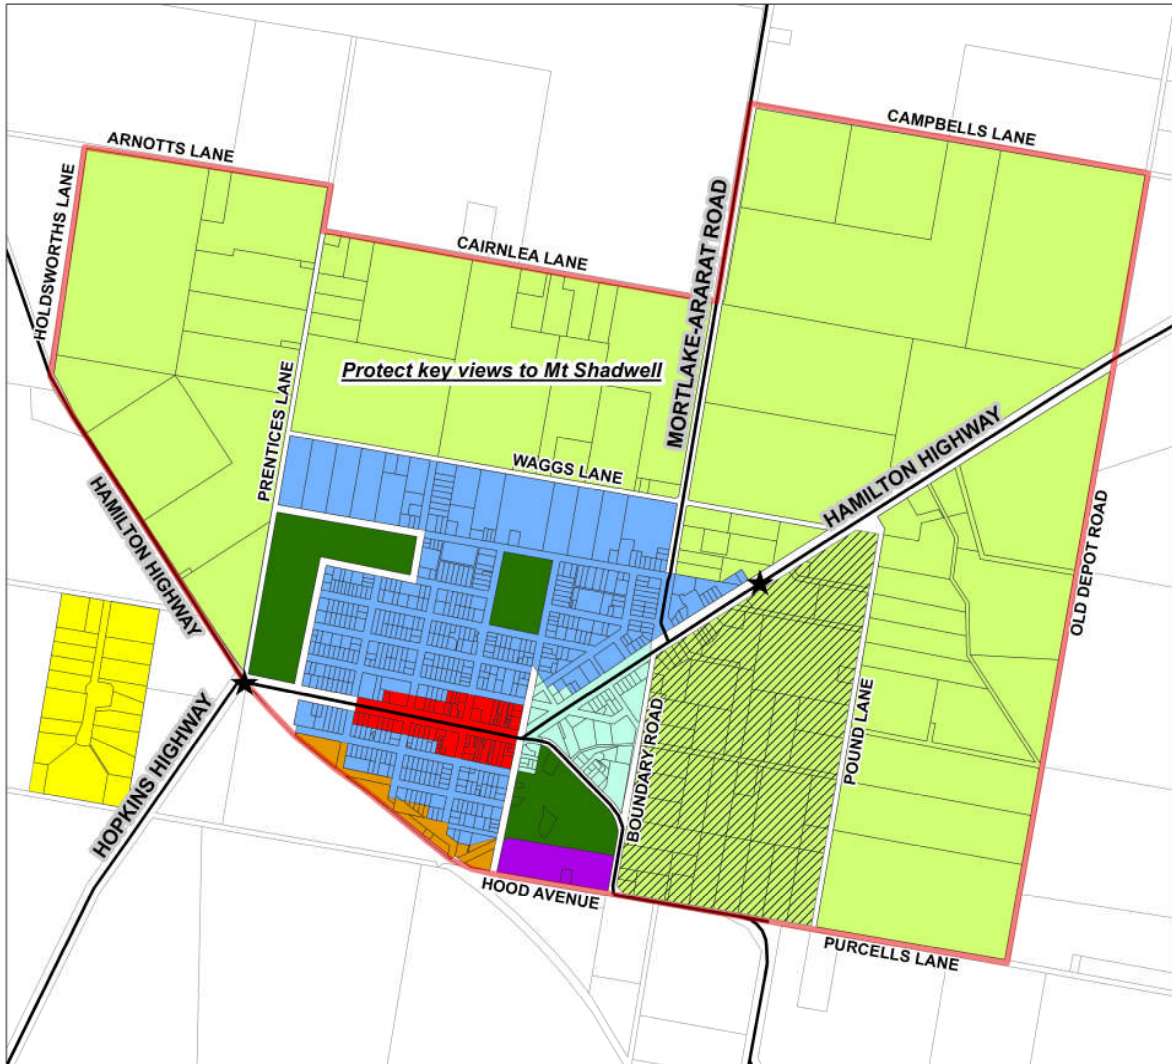 CAMPBELLS LANE
ARNOTTS LANE
HOLDSWORTHS LANE
MORTLAKE-ARARAT ROAD
CAIRNLEA LANE
Protect key views to Mt Shadwell
PRENTICES LANE
WAGGS LANE
HAMILTON HIGHWAY
HAMILTON HIGHWAY
OLD DEPOT ROAD
POUND LANE
BOUNDARY ROAD
HOPKINS HIGHWAY
HOOD AVENUE
PURCELLS LANE